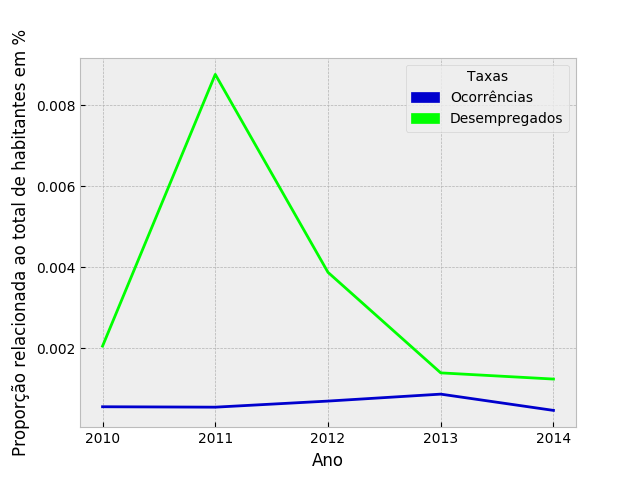 Proporção relacionada ao total de habitantes em %
0.008
0.006
0.004
0.002
Taxas
Ocorrências
Desempregados
2010 2011 2012 2013 2014
Ano